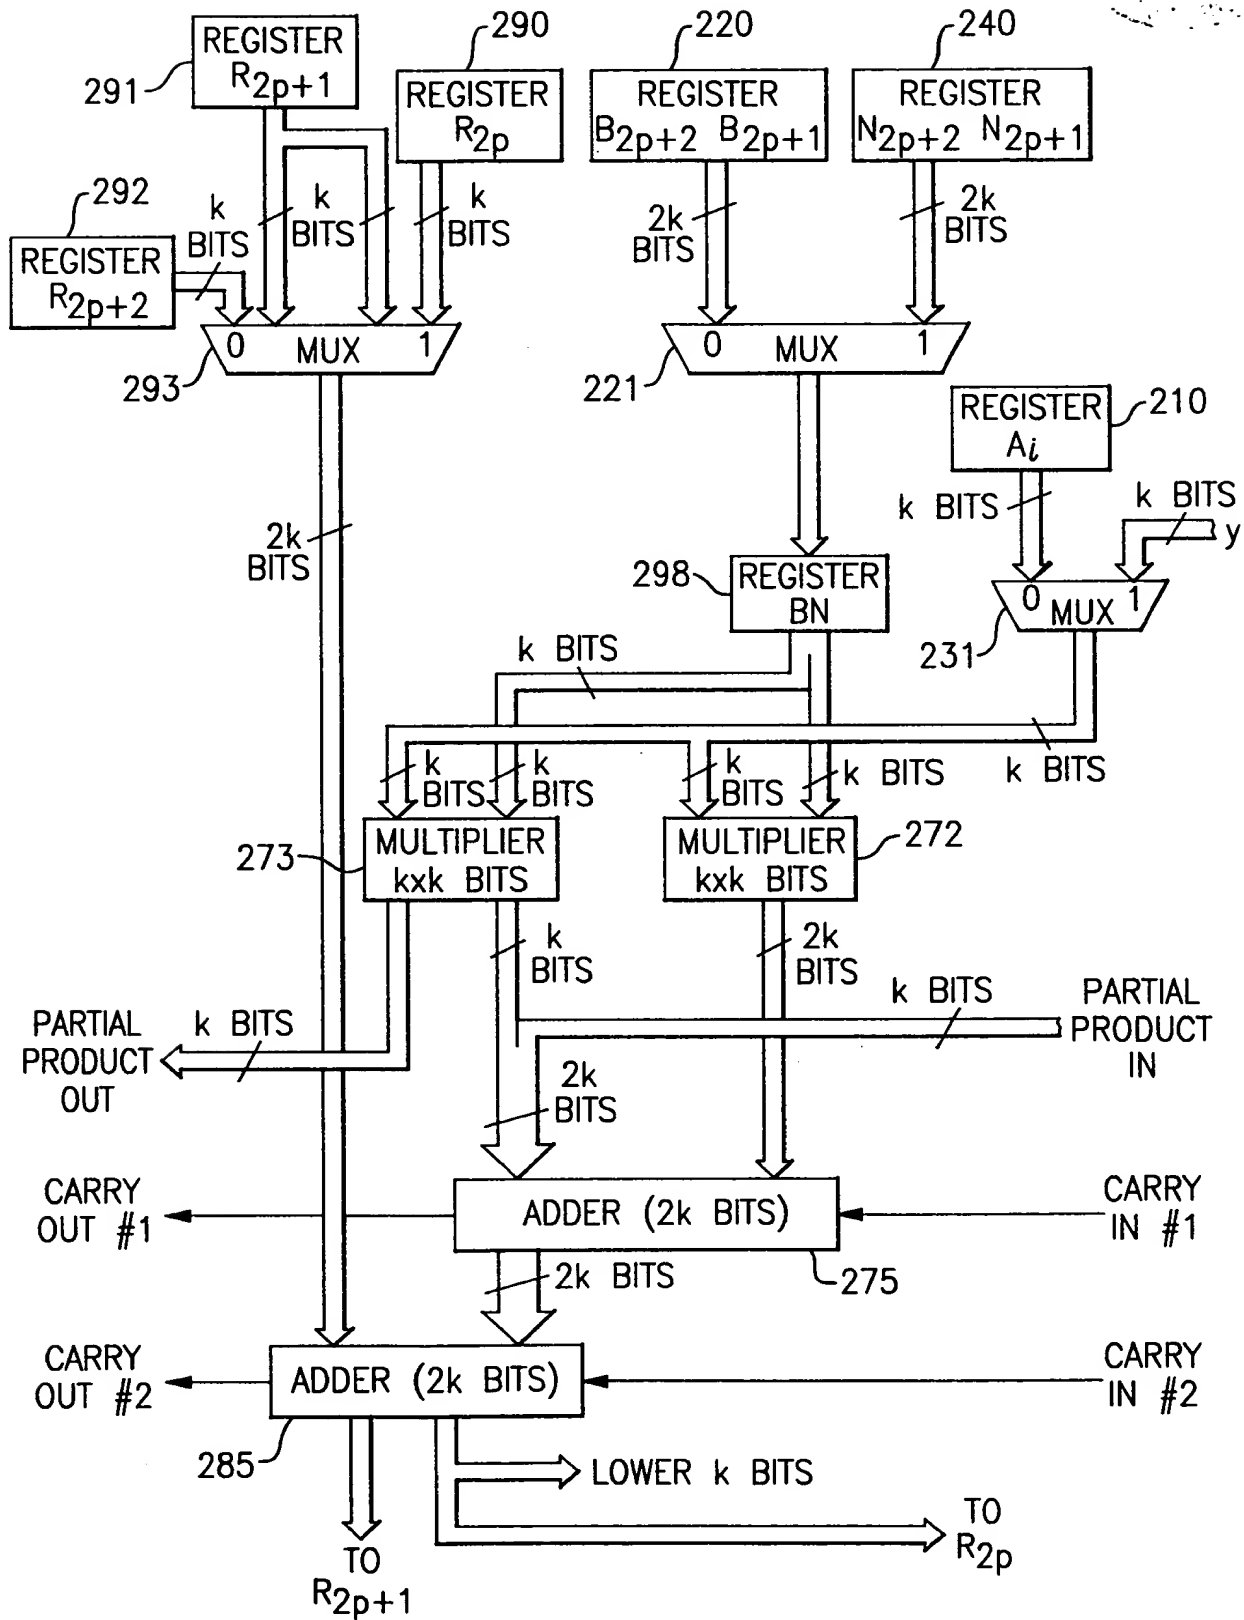 290
220
240
REGISTER
R2p+1
291
REGISTER
R2p
REGISTER
B2p+2 B2p+1
REGISTER
N2p+2 N2p+1
292
k
BITS
k
BITS
k
BITS
2k
BITS
2k
BITS
REGISTER
R2p+2
0 MUX 1
293
0 MUX 1
221
REGISTER
Ai
210
k BITS
k BITS
y
2k
BITS
298
REGISTER
BN
0 MUX 1
231
k BITS
k
BITS
k
BITS
k
BITS
k BITS
k BITS
273
MULTIPLIER
kxk BITS
MULTIPLIER
kxk BITS
272
k
BITS
2k
BITS
k BITS
PARTIAL
PRODUCT
IN
PARTIAL
PRODUCT
OUT
k BITS
2k
BITS
CARRY
OUT #1
ADDER (2k BITS)
CARRY
IN #1
2k BITS
275
CARRY
OUT #2
ADDER (2k BITS)
CARRY
IN #2
285
LOWER k BITS
TO
R2p
TO
R2p+1